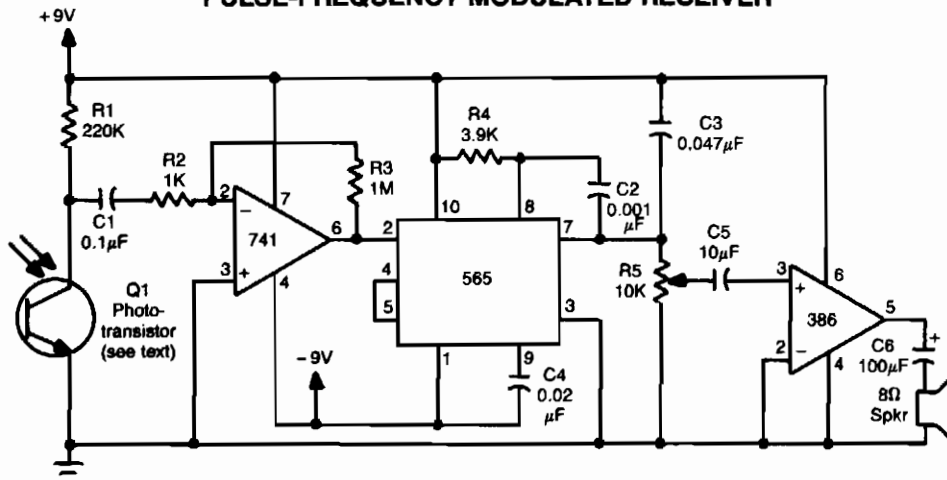 PULSE-FREQUENCY MODULATED RECEIVER
+9V
R1
220K
R2
1K
R3
1M
R4
3.9K
C3
0.047µF
C1
0.1µF
2
−
7
741
6
3
+
4
10
8
2
7
4
5
565
3
1
9
C2
0.001
µF
C5
10µF
R5
10K
3
+
6
386
5
2
−
4
+
C6
100µF
8Ω
Spkr
Q1
Photo-
transistor
(see text)
−9V
C4
0.02
µF